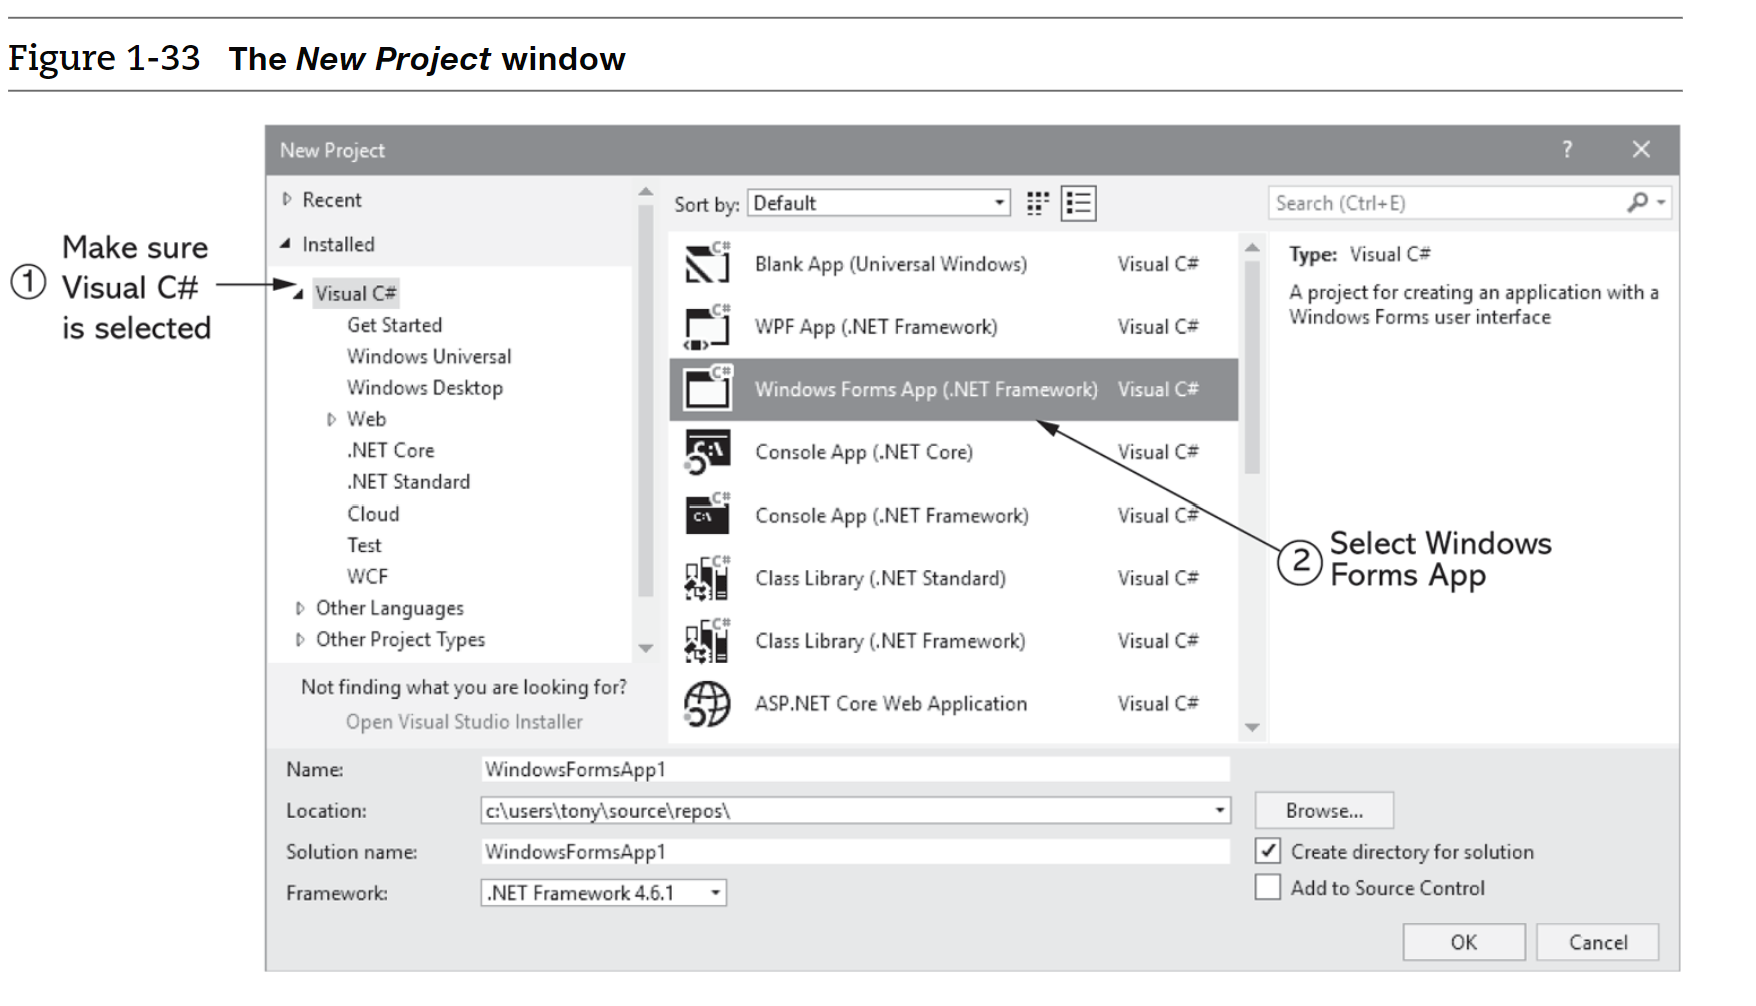 Figure 1-33 The New Project window
New Project ? ×
Recent
Installed
Make sure
① Visual C#
is selected
Visual C#
Get Started
Windows Universal
Windows Desktop
Web
.NET Core
.NET Standard
Cloud
Test
WCF
Other Languages
Other Project Types
Not finding what you are looking for?
Open Visual Studio Installer
Sort by: Default
Search (Ctrl+E)
C# Blank App (Universal Windows) Visual C#
C# WPF App (.NET Framework) Visual C#
C# Windows Forms App (.NET Framework) Visual C#
C:\ Console App (.NET Core) Visual C#
C# C:\ Console App (.NET Framework) Visual C#
C# Class Library (.NET Standard) Visual C#
C# Class Library (.NET Framework) Visual C#
ASP.NET Core Web Application Visual C#
Type: Visual C#
A project for creating an application with a
Windows Forms user interface
② Select Windows
Forms App
Name: WindowsFormsApp1
Location: c:\users\tony\source\repos\ Browse...
Solution name: WindowsFormsApp1 Create directory for solution
Framework: .NET Framework 4.6.1 Add to Source Control
OK Cancel